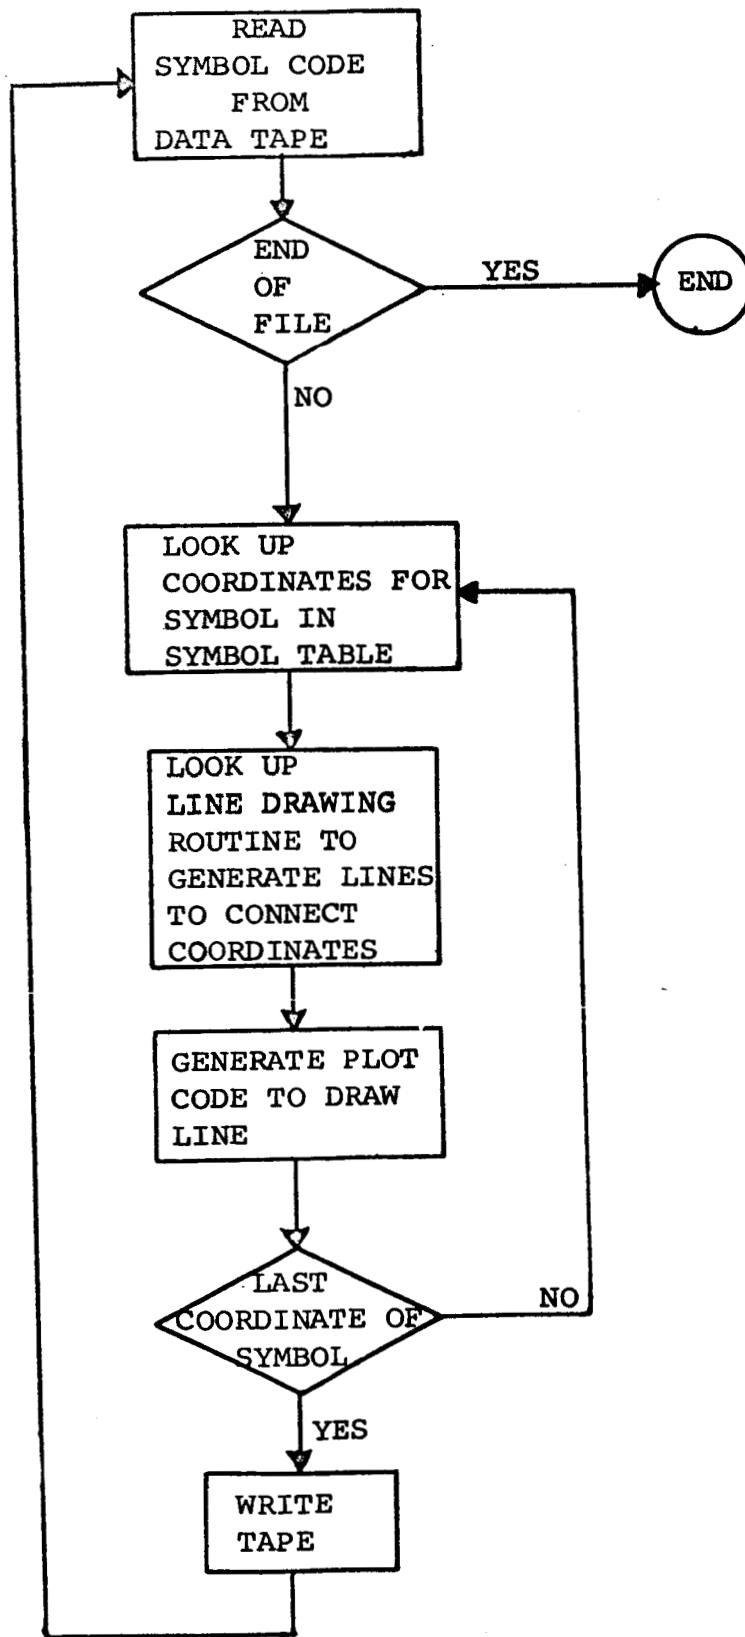 READ
SYMBOL CODE
FROM
DATA TAPE
END
OF
FILE
YES
END
NO
LOOK UP
COORDINATES FOR
SYMBOL IN
SYMBOL TABLE
LOOK UP
LINE DRAWING
ROUTINE TO
GENERATE LINES
TO CONNECT
COORDINATES
GENERATE PLOT
CODE TO DRAW
LINE
LAST
COORDINATE OF
SYMBOL
NO
YES
WRITE
TAPE